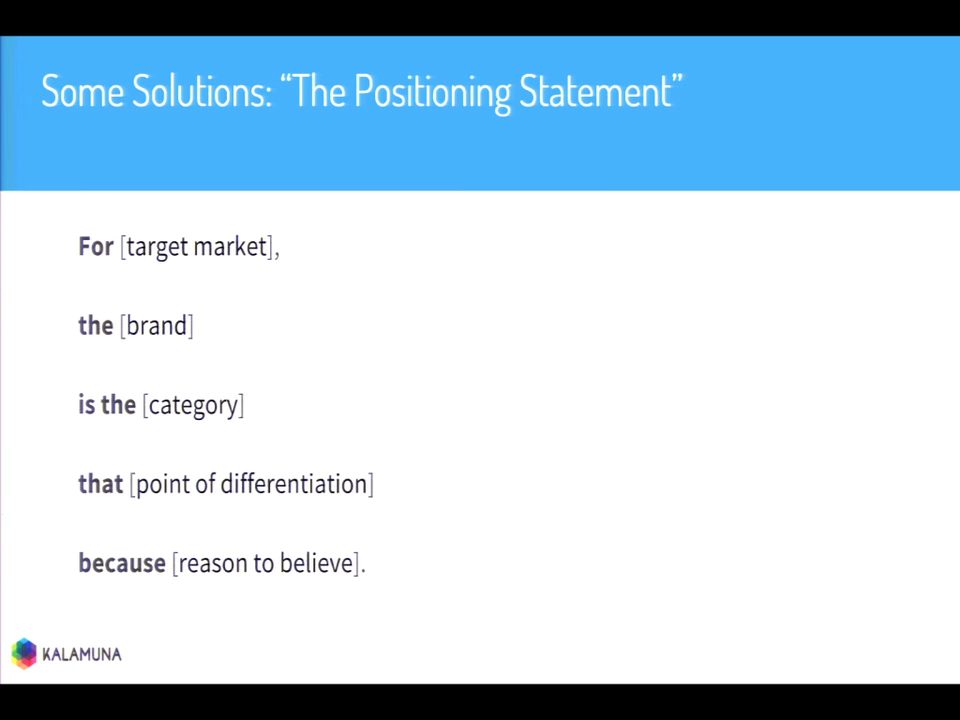 Some Solutions: “The Positioning Statement”
For [target market],
the [brand]
is the [category]
that [point of differentiation]
because [reason to believe].
KALAMUNA